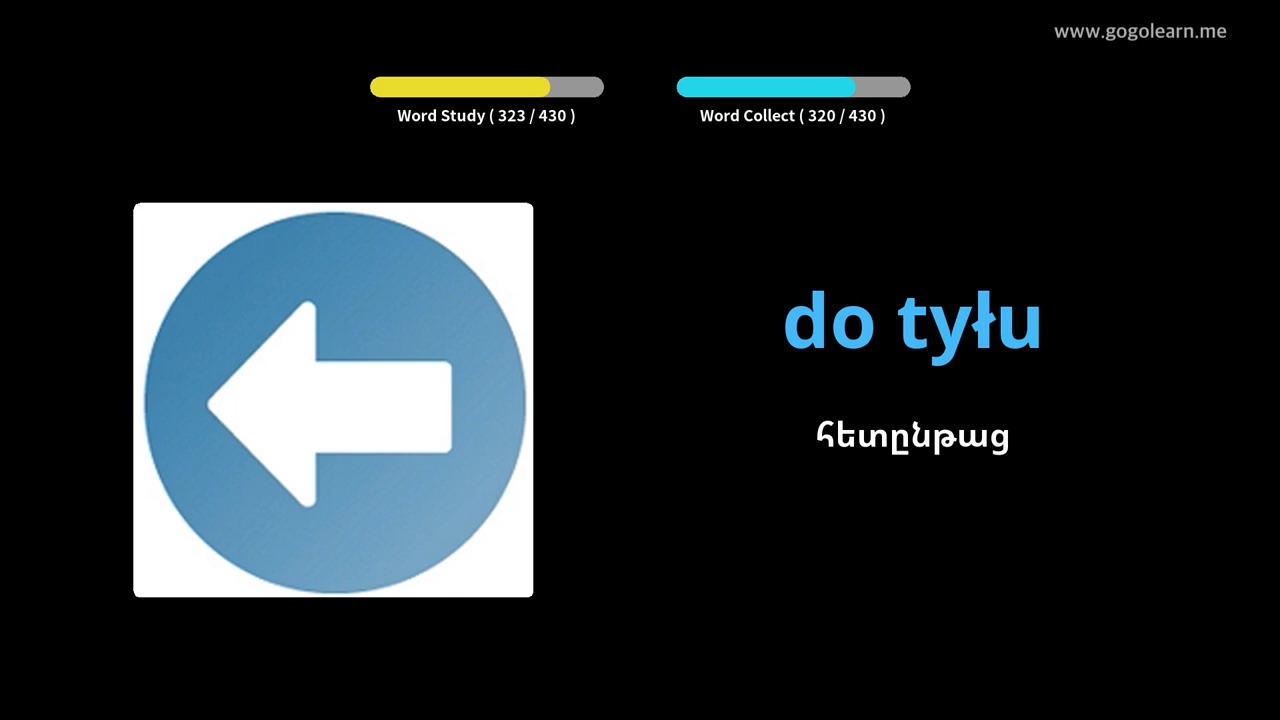 www.gogolearn.me
Word Study ( 323 / 430 )
Word Collect ( 320 / 430 )
do tyłu
հետընթաց